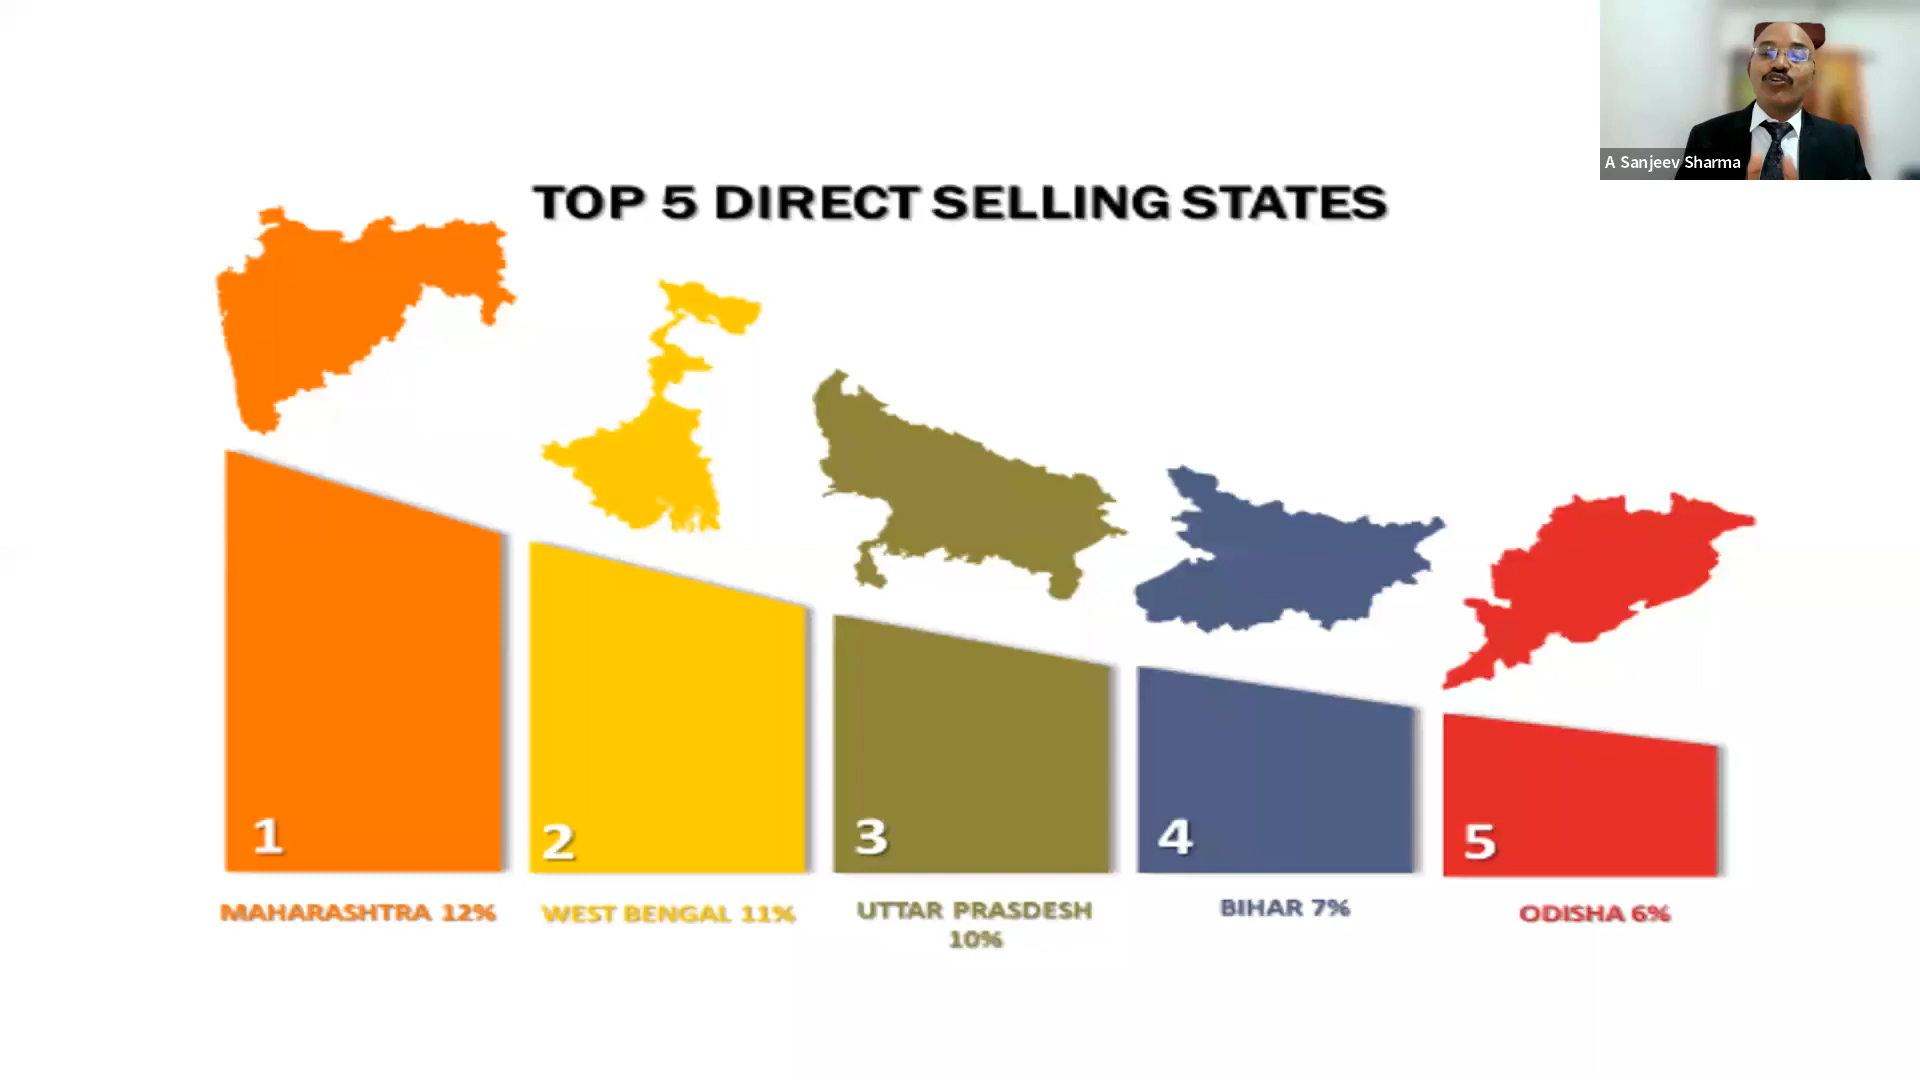 A Sanjeev Sharma
TOP 5 DIRECT SELLING STATES
1
2
3
4
5
MAHARASHTRA 12%
WEST BENGAL 11%
UTTAR PRASDESH
10%
BIHAR 7%
ODISHA 6%